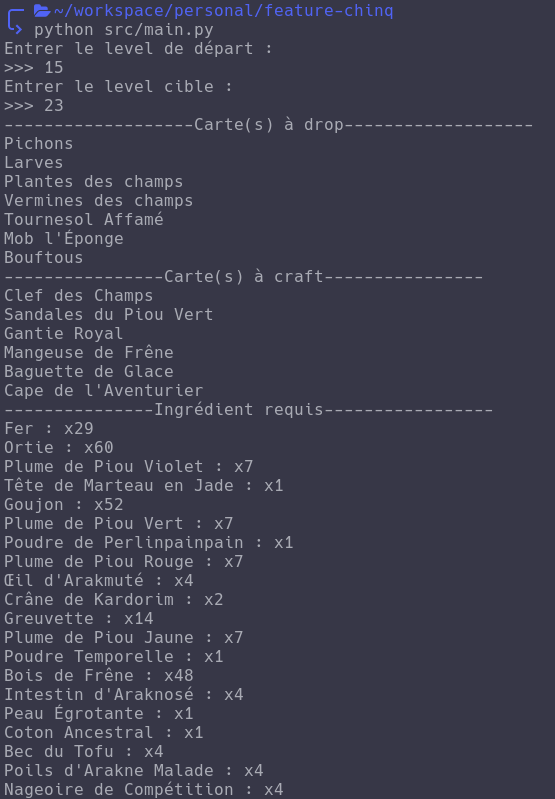 ~/workspace/personal/feature-chinq
python src/main.py
Entrer le level de départ :
>>> 15
Entrer le level cible :
>>> 23
-------------------Carte(s) à drop-------------------
Pichons
Larves
Plantes des champs
Vermines des champs
Tournesol Affamé
Mob l'Éponge
Bouftous
----------------Carte(s) à craft----------------
Clef des Champs
Sandales du Piou Vert
Gantie Royal
Mangeuse de Frêne
Baguette de Glace
Cape de l'Aventurier
---------------Ingrédient requis-----------------
Fer : x29
Ortie : x60
Plume de Piou Violet : x7
Tête de Marteau en Jade : x1
Goujon : x52
Plume de Piou Vert : x7
Poudre de Perlinpainpain : x1
Plume de Piou Rouge : x7
Œil d'Arakmuté : x4
Crâne de Kardorim : x2
Greuvette : x14
Plume de Piou Jaune : x7
Poudre Temporelle : x1
Bois de Frêne : x48
Intestin d'Araknosé : x4
Peau Égrotante : x1
Coton Ancestral : x1
Bec du Tofu : x4
Poils d'Arakne Malade : x4
Nageoire de Compétition : x4